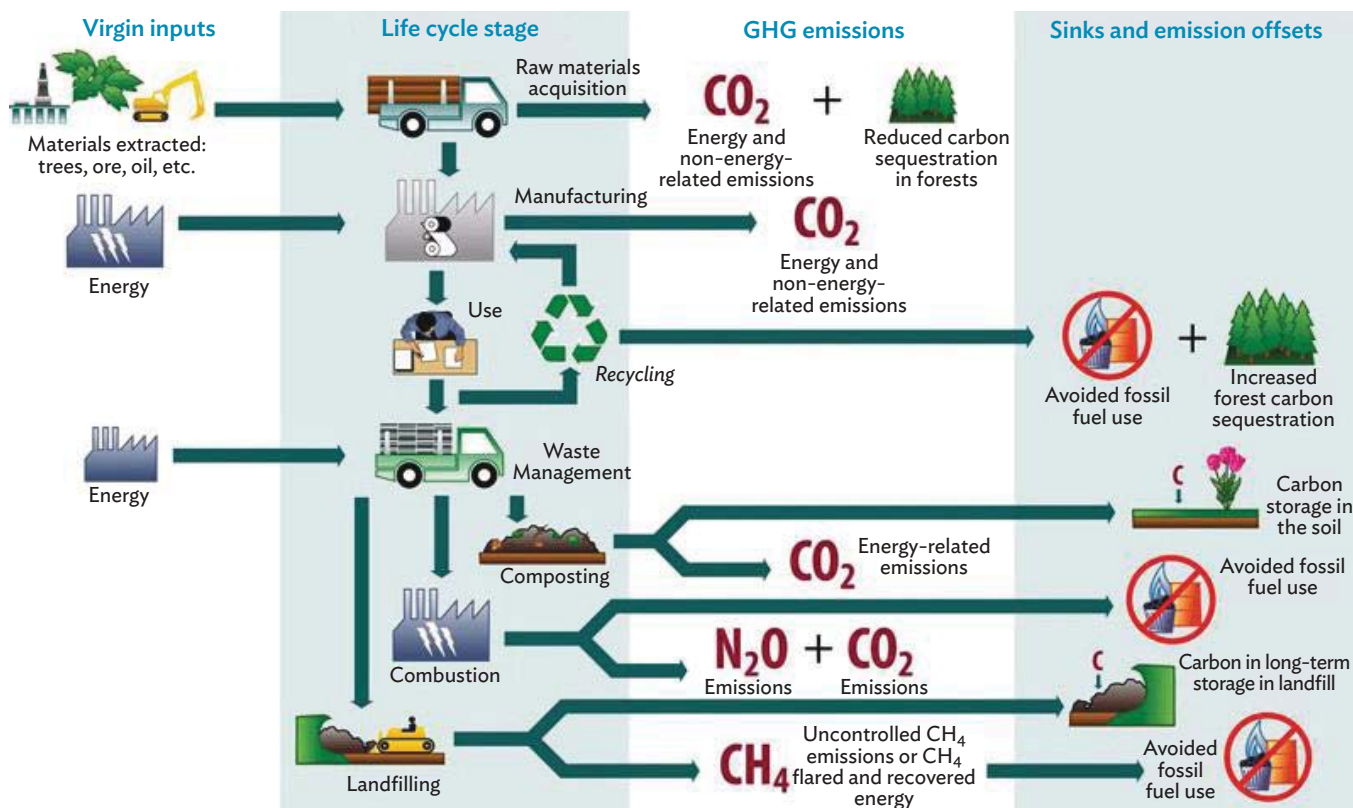 Virgin inputs
Life cycle stage
GHG emissions
Sinks and emission offsets
Materials extracted:
trees, ore, oil, etc.
Raw materials
acquisition
CO₂
Energy and
non-energy-
related emissions
+
Reduced carbon
sequestration
in forests
Energy
Manufacturing
CO₂
Energy and
non-energy-
related emissions
Use
Recycling
Avoided fossil
fuel use
+
Increased
forest carbon
sequestration
Energy
Waste
Management
Composting
C
Carbon
storage in
the soil
CO₂
Energy-related
emissions
Combustion
Avoided fossil
fuel use
N₂O
Emissions
+
CO₂
Emissions
Landfilling
C
Carbon in long-term
storage in landfill
CH₄
Uncontrolled CH₄
emissions or CH₄
flared and recovered
energy
Avoided
fossil
fuel use